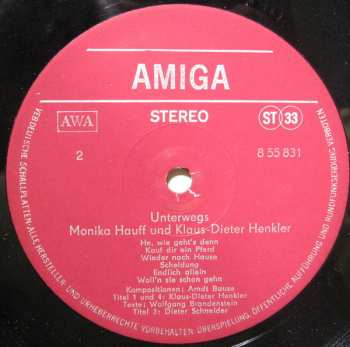 AMIGA
AWA
STEREO
ST 33
2
8 55 831
Unterwegs
Monika Hauff und Klaus-Dieter Henkler
He, wie geht's denn
Kauf dir ein Pferd
Wieder nach Hause
Scheidung
Endlich allein
Woll'n sie schon gehn
Kompositionen: Arndt Bause
Titel 1 und 4: Klaus-Dieter Henkler
Texte: Wolfgang Brandenstein
Titel 3: Dieter Schneider
VEB DEUTSCHE SCHALLPLATTEN · ALLE HERSTELLER- UND URHEBERRECHTE VORBEHALTEN. ÜBERSPIELUNG, ÖFFENTLICHE AUFFÜHRUNG UND RUNDFUNKSENDUNG VERBOTEN